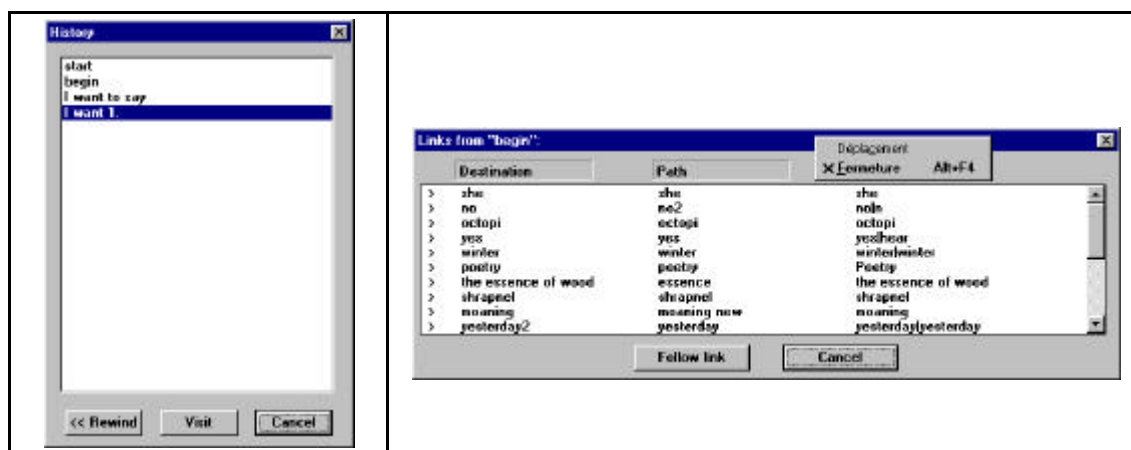 History
start
begin
I want to say
I want 1.
<< Rewind Visit Cancel
Links from "begin":
Déplacement
Destination Path Fermeture Alt+F4
> she she she
> no no2 no|n
> octopi octopi octopi
> yes yes yes|hear
> winter winter winter|winter
> poetry poetry Poetry
> the essence of wood essence the essence of wood
> shrapnel shrapnel shrapnel
> moaning moaning now moaning
> yesterday2 yesterday yesterday|yesterday
Follow link Cancel